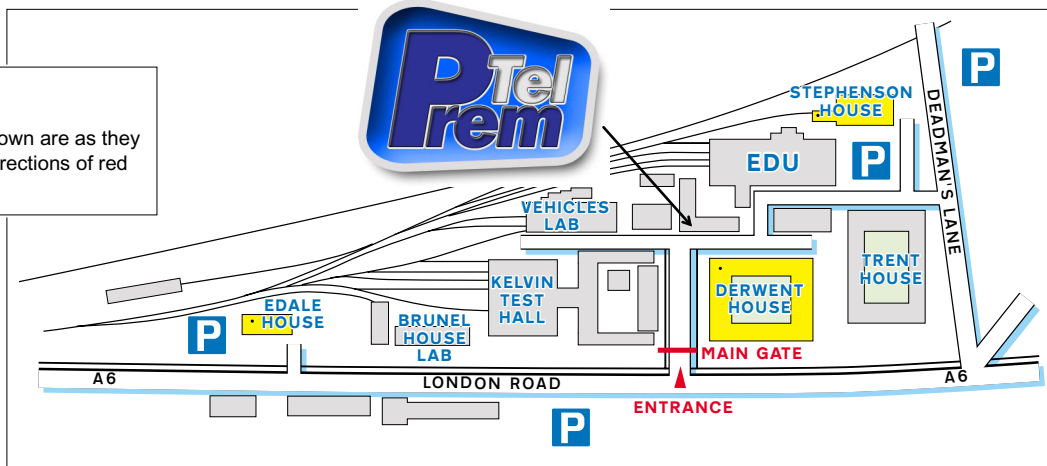 own are as they
rections of red
P Tel
rem
P
STEPHENSON
HOUSE
DEADMAN'S LANE
P
EDU
VEHICLES
LAB
TRENT
HOUSE
KELVIN
TEST
HALL
DERWENT
HOUSE
EDALE
HOUSE
P
BRUNEL
HOUSE
LAB
MAIN GATE
A6
LONDON ROAD
A6
ENTRANCE
P